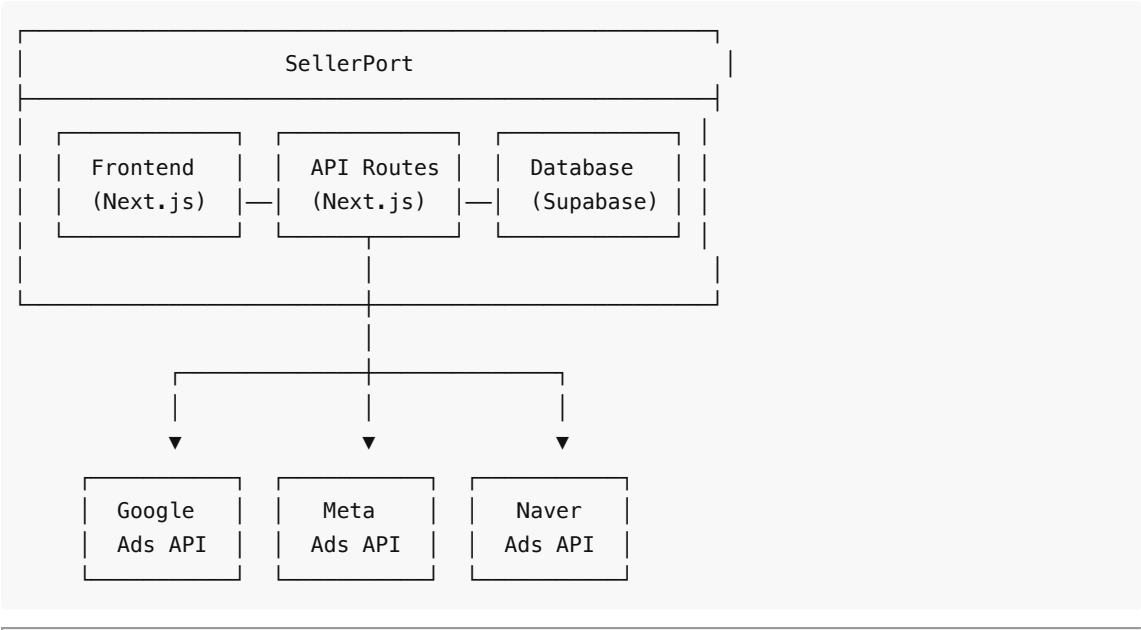 SellerPort
Frontend API Routes Database
(Next.js) (Next.js) (Supabase)
Google Meta Naver
Ads API Ads API Ads API